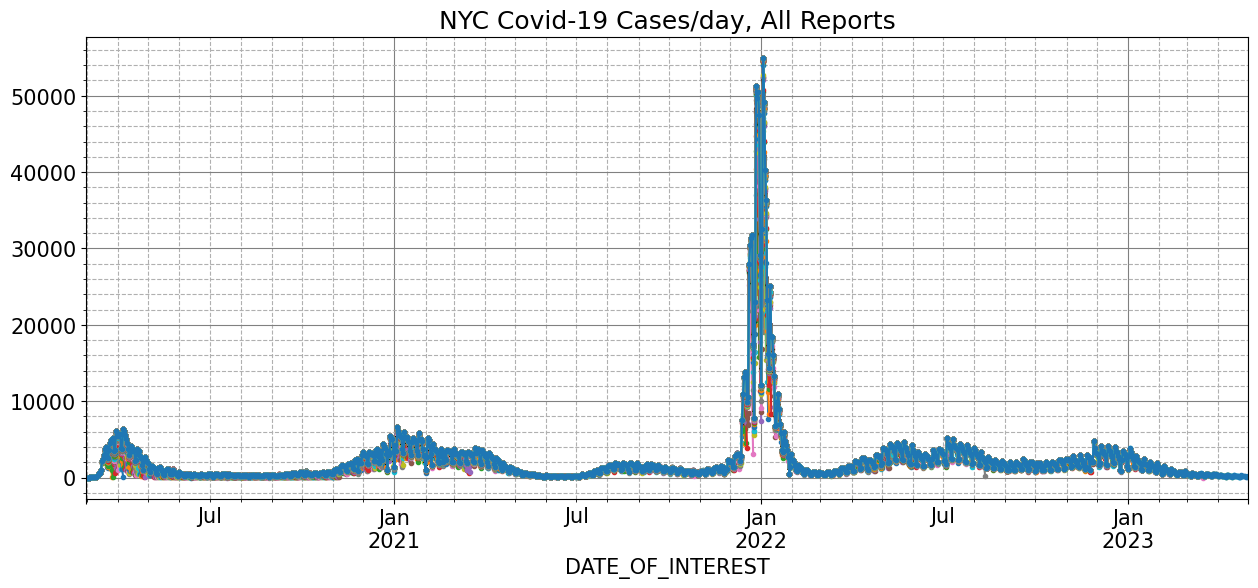 NYC Covid-19 Cases/day, All Reports
50000
40000
30000
20000
10000
0
Jul
Jan
2021
Jul
Jan
2022
Jul
Jan
2023
DATE_OF_INTEREST